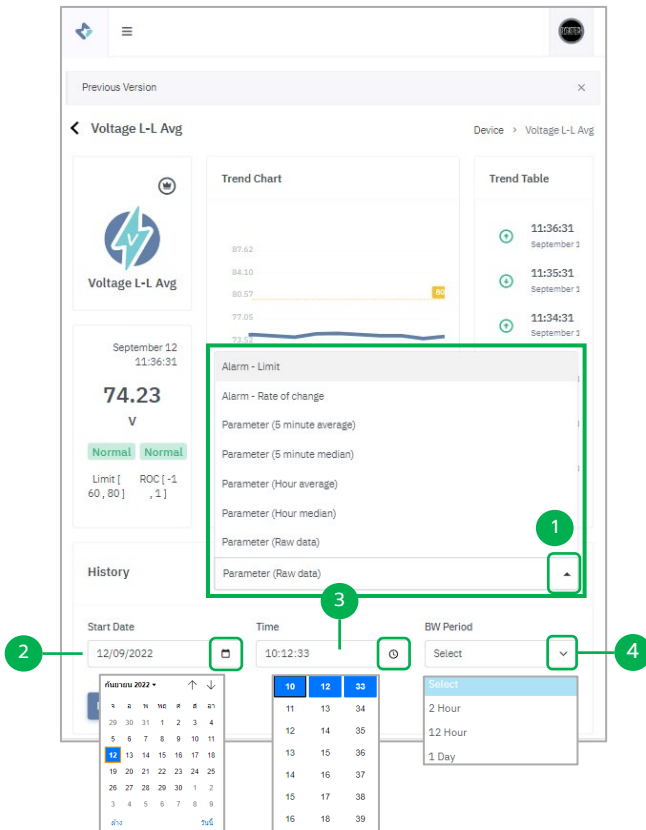 Previous Version ×
Voltage L-L Avg
Device > Voltage L-L Avg
Voltage L-L Avg
Trend Chart
87.62
84.10
80.57
80
77.05
73.52
Trend Table
11:36:31
September 1
11:35:31
September 1
11:34:31
September 1
September 12
11:36:31
74.23
V
Normal Normal
Limit [ 60 , 80 ]
ROC [ -1 , 1 ]
Alarm - Limit
Alarm - Rate of change
Parameter (5 minute average)
Parameter (5 minute median)
Parameter (Hour average)
Parameter (Hour median)
Parameter (Raw data)
1
History
Parameter (Raw data)
3
Start Date
Time
BW Period
2
12/09/2022
10:12:33
Select
4
กันยายน 2022
จ อ พ พฤ ศ ส อา
29 30 31 1 2 3 4
5 6 7 8 9 10 11
12 13 14 15 16 17 18
19 20 21 22 23 24 25
26 27 28 29 30 1 2
3 4 5 6 7 8 9
ล้าง วันนี้
10 12 33
11 13 34
12 14 35
13 15 36
14 16 37
15 17 38
16 18 39
Select
2 Hour
12 Hour
1 Day